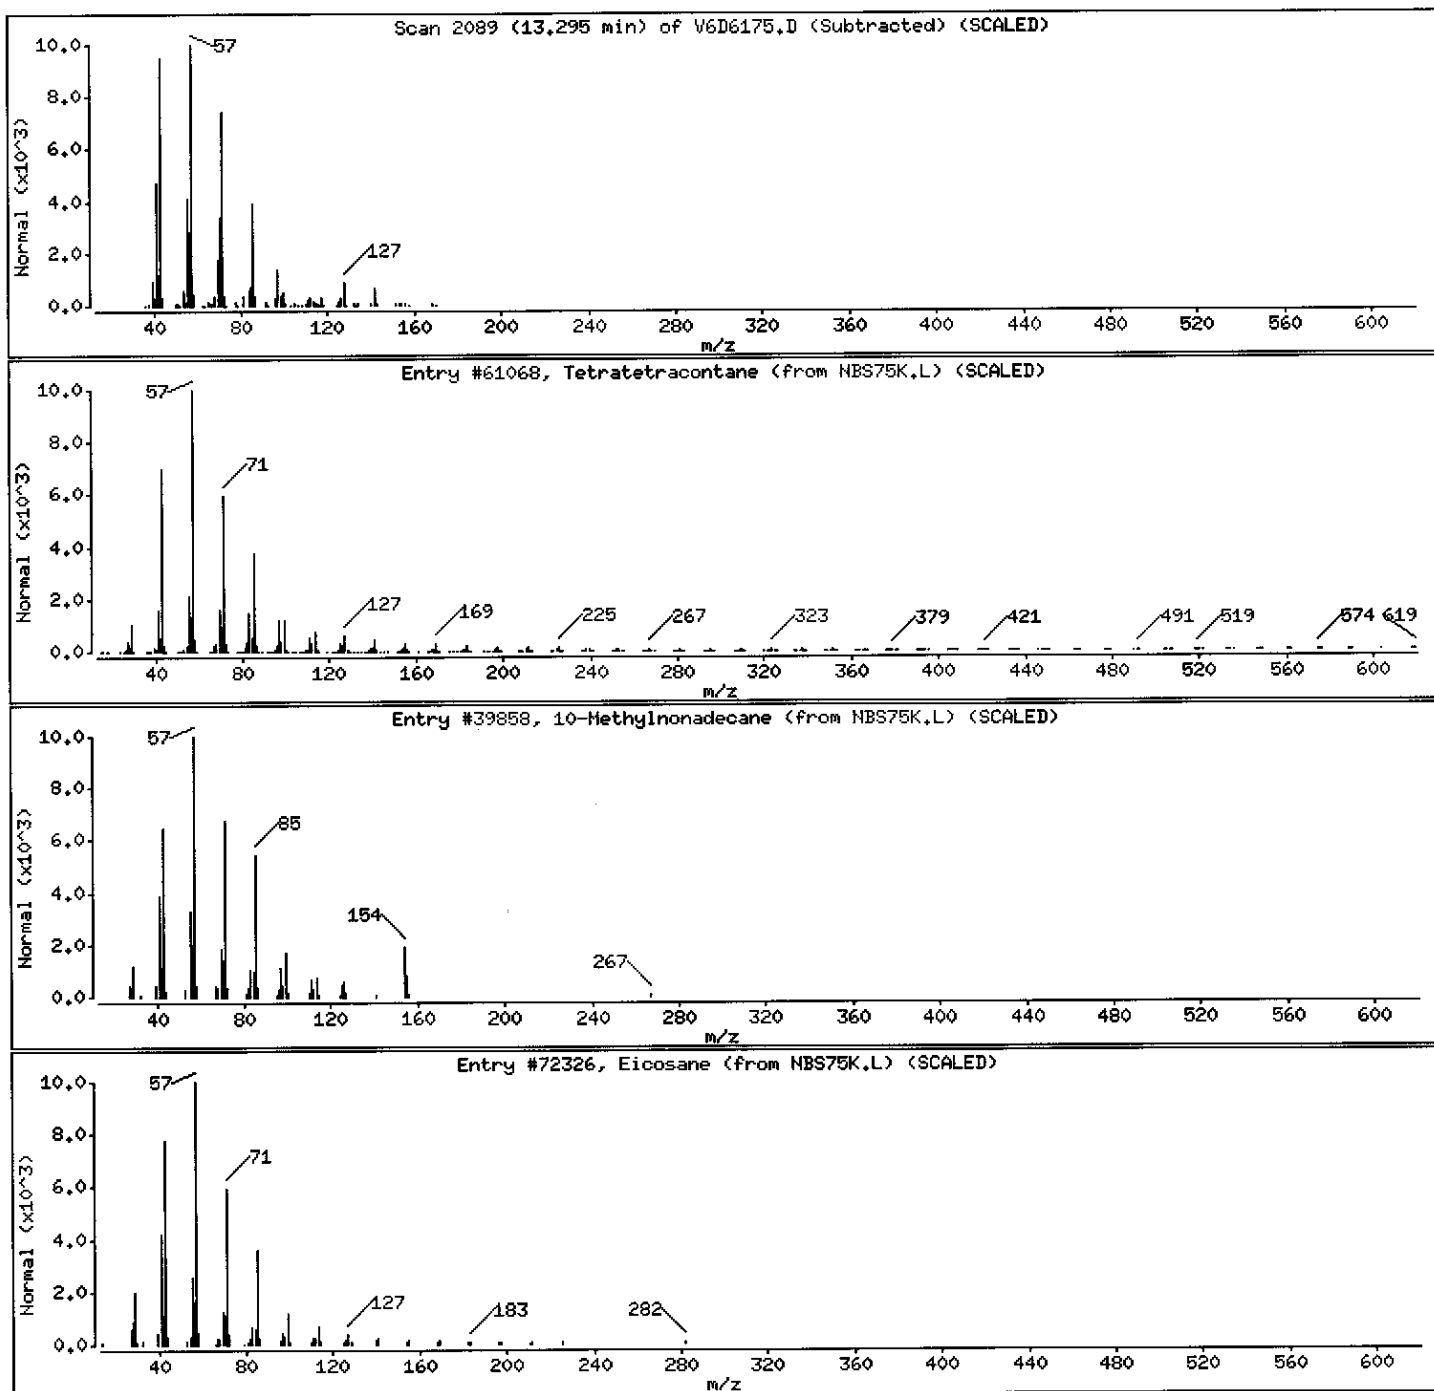 Scan 2089 (13.295 min) of V6D6175.D (Subtracted) (SCALED)
10.0
57
8.0
6.0
4.0
127
2.0
0.0
Normal (x10^3)
40 80 120 160 200 240 280 320 360 400 440 480 520 560 600
m/z
Entry #61068, Tetratetracontane (from NBS75K.L) (SCALED)
10.0
57
8.0
71
6.0
4.0
2.0
127 169 225 267 323 379 421 491 519 574 619
0.0
Normal (x10^3)
40 80 120 160 200 240 280 320 360 400 440 480 520 560 600
m/z
Entry #39858, 10-Methylnonadecane (from NBS75K.L) (SCALED)
10.0
57
8.0
85
6.0
4.0
154
2.0
267
0.0
Normal (x10^3)
40 80 120 160 200 240 280 320 360 400 440 480 520 560 600
m/z
Entry #72326, Eicosane (from NBS75K.L) (SCALED)
10.0
57
8.0
71
6.0
4.0
2.0
127 183 282
0.0
Normal (x10^3)
40 80 120 160 200 240 280 320 360 400 440 480 520 560 600
m/z